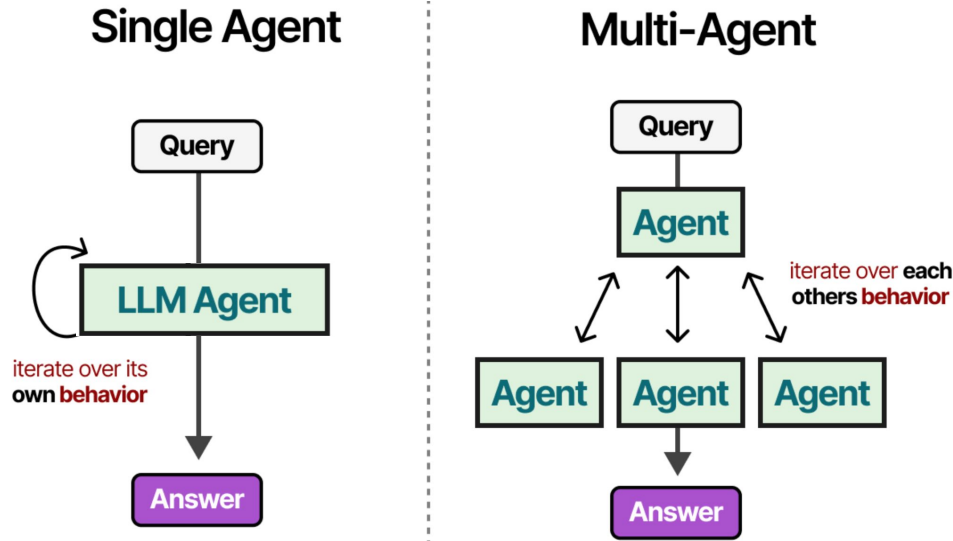 Single Agent
Query
LLM Agent
iterate over its
own behavior
Answer
Multi-Agent
Query
Agent
iterate over each
others behavior
Agent
Agent
Agent
Answer